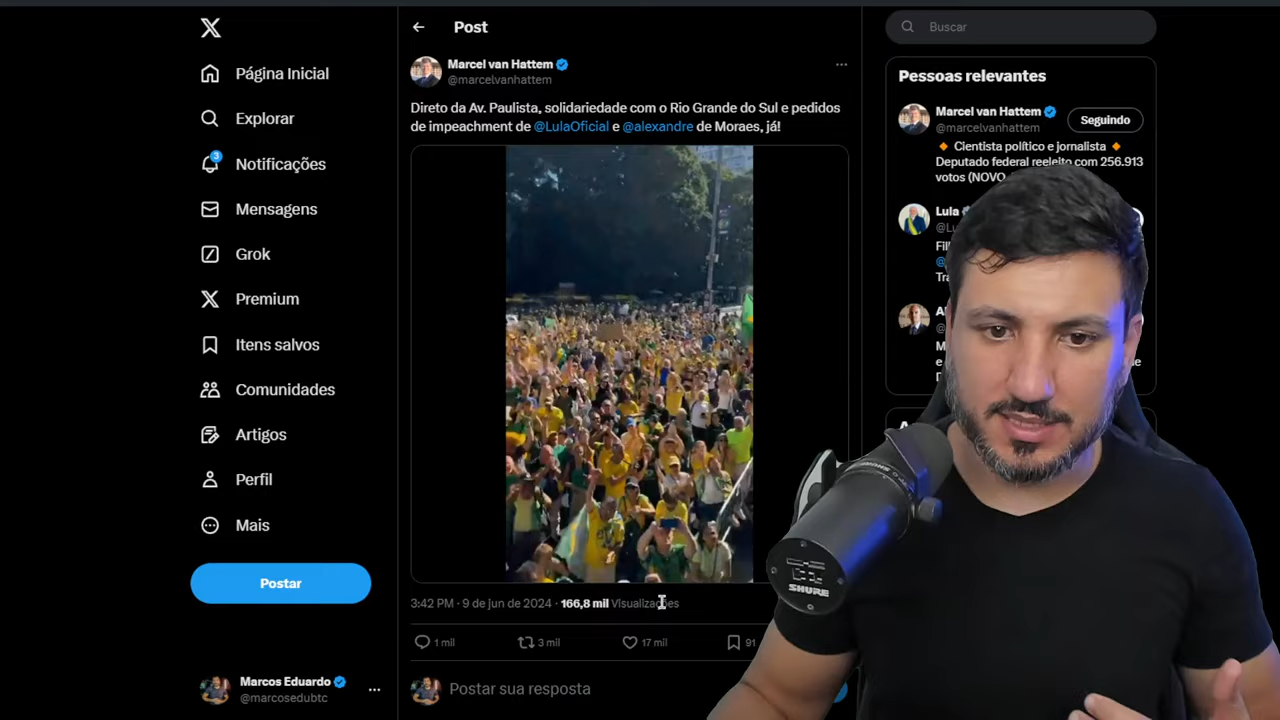 Página Inicial
Explorar
3
Notificações
Mensagens
Grok
Premium
Itens salvos
Comunidades
Artigos
Perfil
Mais
Postar
Marcos Eduardo
@marcosedubtc
Post
Marcel van Hattem
@marcelvanhattem
Direto da Av. Paulista, solidariedade com o Rio Grande do Sul e pedidos
de impeachment de @LulaOficial e @alexandre de Moraes, já!
3:42 PM · 9 de jun de 2024 · 166,8 mil Visualizações
1 mil
3 mil
17 mil
91
Postar sua resposta
Buscar
Pessoas relevantes
Marcel van Hattem
@marcelvanhattem
Seguindo
🔸 Cientista político e jornalista 🔸
Deputado federal reeleito com 256.913
votos (NOVO
Lula
SHURE